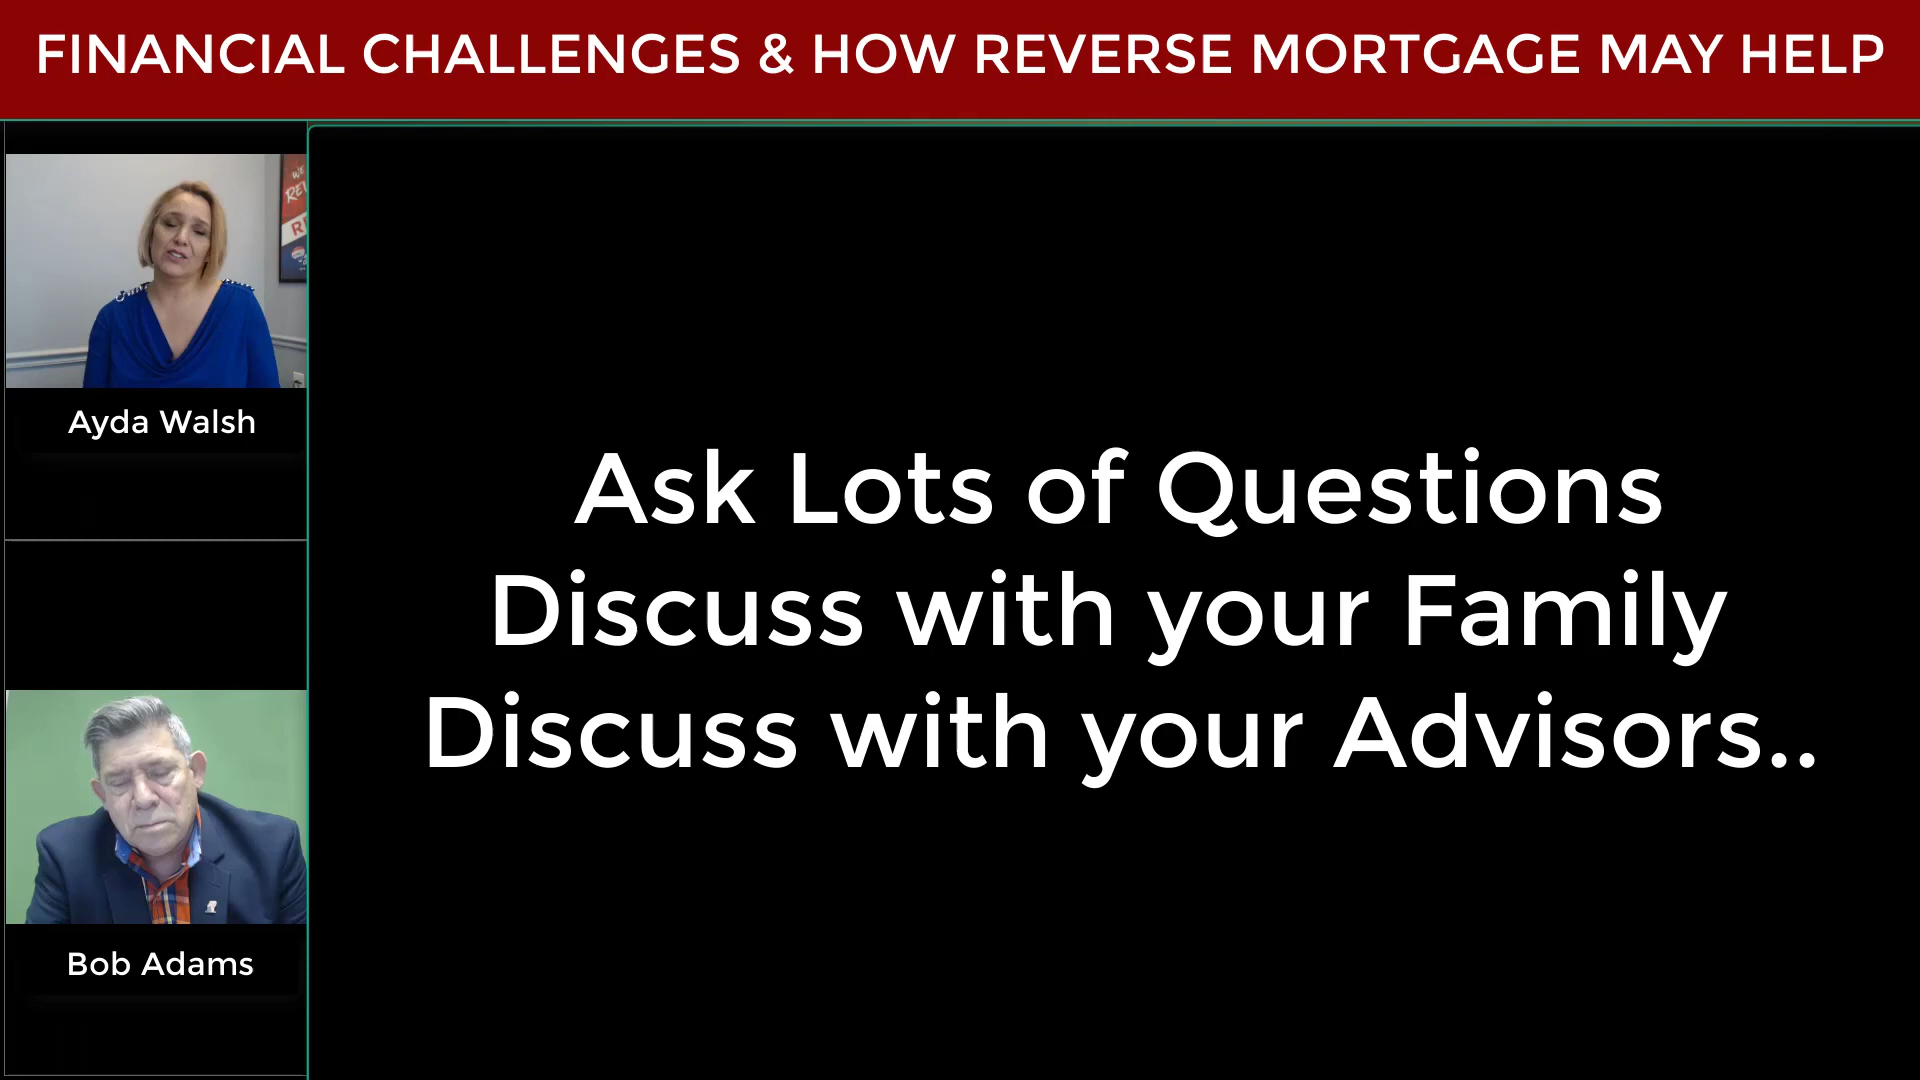 FINANCIAL CHALLENGES & HOW REVERSE MORTGAGE MAY HELP
Ayda Walsh
Ask Lots of Questions
Discuss with your Family
Discuss with your Advisors..
Bob Adams